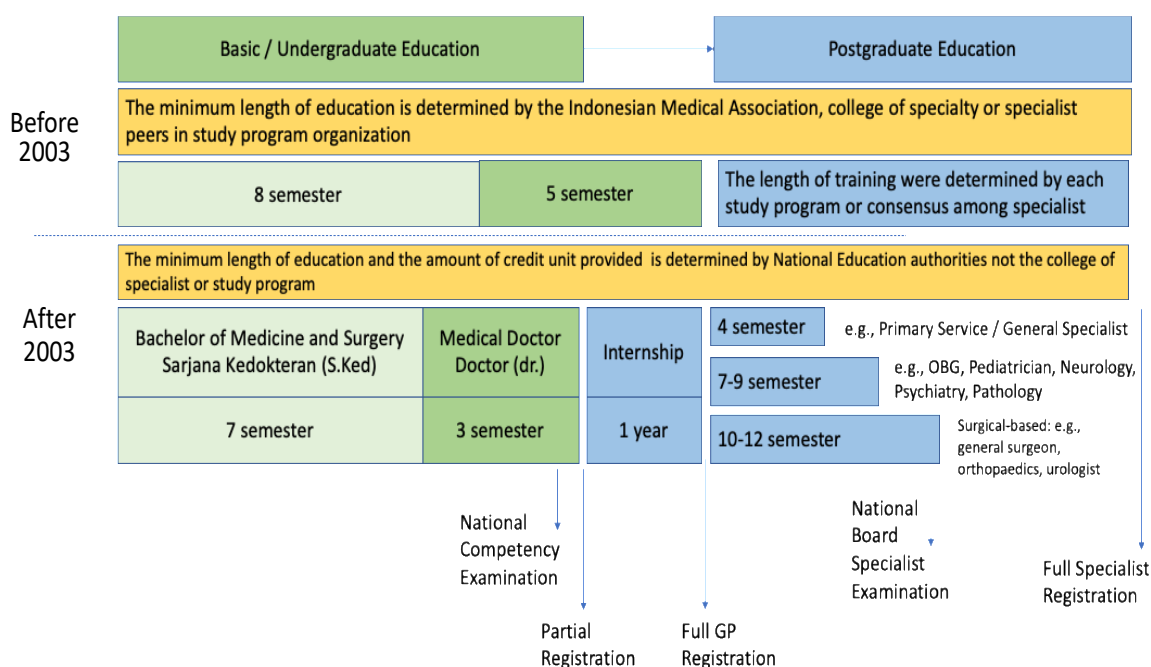 Basic / Undergraduate Education
Postgraduate Education
Before
2003
The minimum length of education is determined by the Indonesian Medical Association, college of specialty or specialist
peers in study program organization
8 semester
5 semester
The length of training were determined by each
study program or consensus among specialist
After
2003
The minimum length of education and the amount of credit unit provided is determined by National Education authorities not the college of
specialist or study program
Bachelor of Medicine and Surgery
Sarjana Kedokteran (S.Ked)
Medical Doctor
Doctor (dr.)
Internship
4 semester
e.g., Primary Service / General Specialist
7-9 semester
e.g., OBG, Pediatrician, Neurology,
Psychiatry, Pathology
7 semester
3 semester
1 year
10-12 semester
Surgical-based: e.g.,
general surgeon,
orthopaedics, urologist
National
Competency
Examination
National
Board
Specialist
Examination
Full Specialist
Registration
Partial
Registration
Full GP
Registration